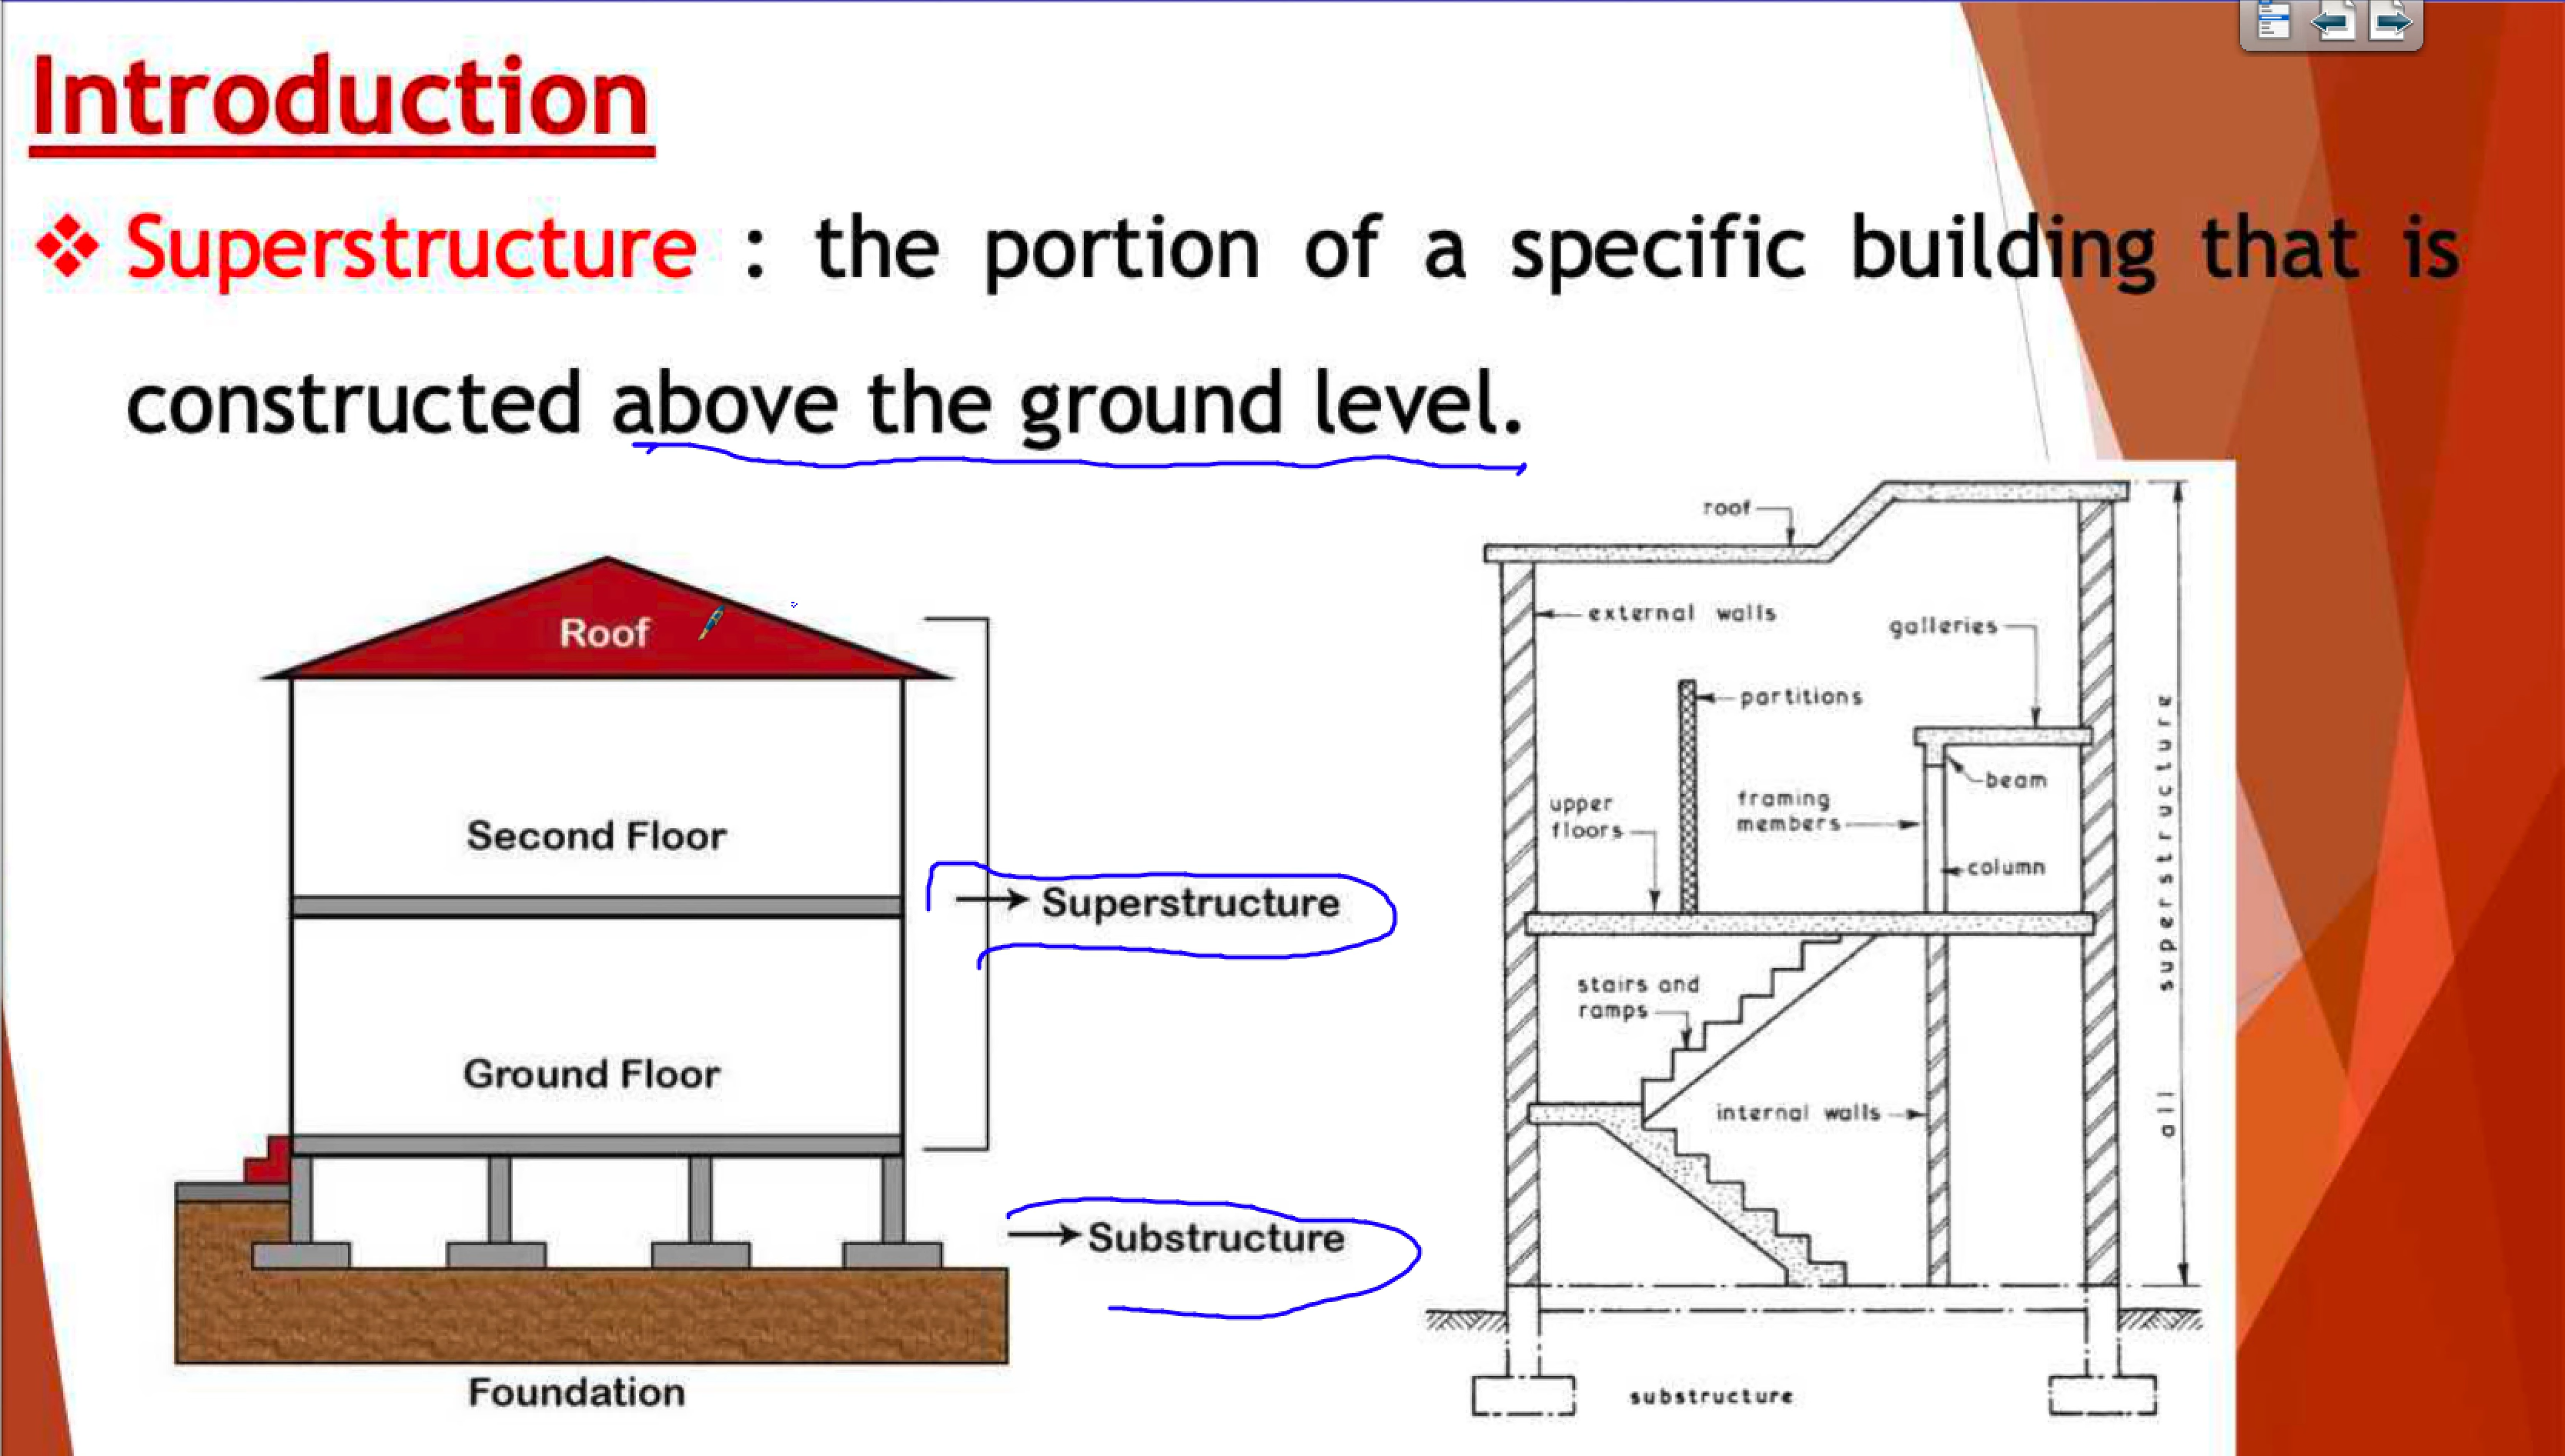 Introduction
❖ Superstructure : the portion of a specific building that is
constructed above the ground level.
Roof
Second Floor
Superstructure
Ground Floor
Substructure
Foundation
roof
external walls
galleries
partitions
beam
upper
floors
framing
members
column
stairs and
ramps
internal walls
all superstructure
substructure